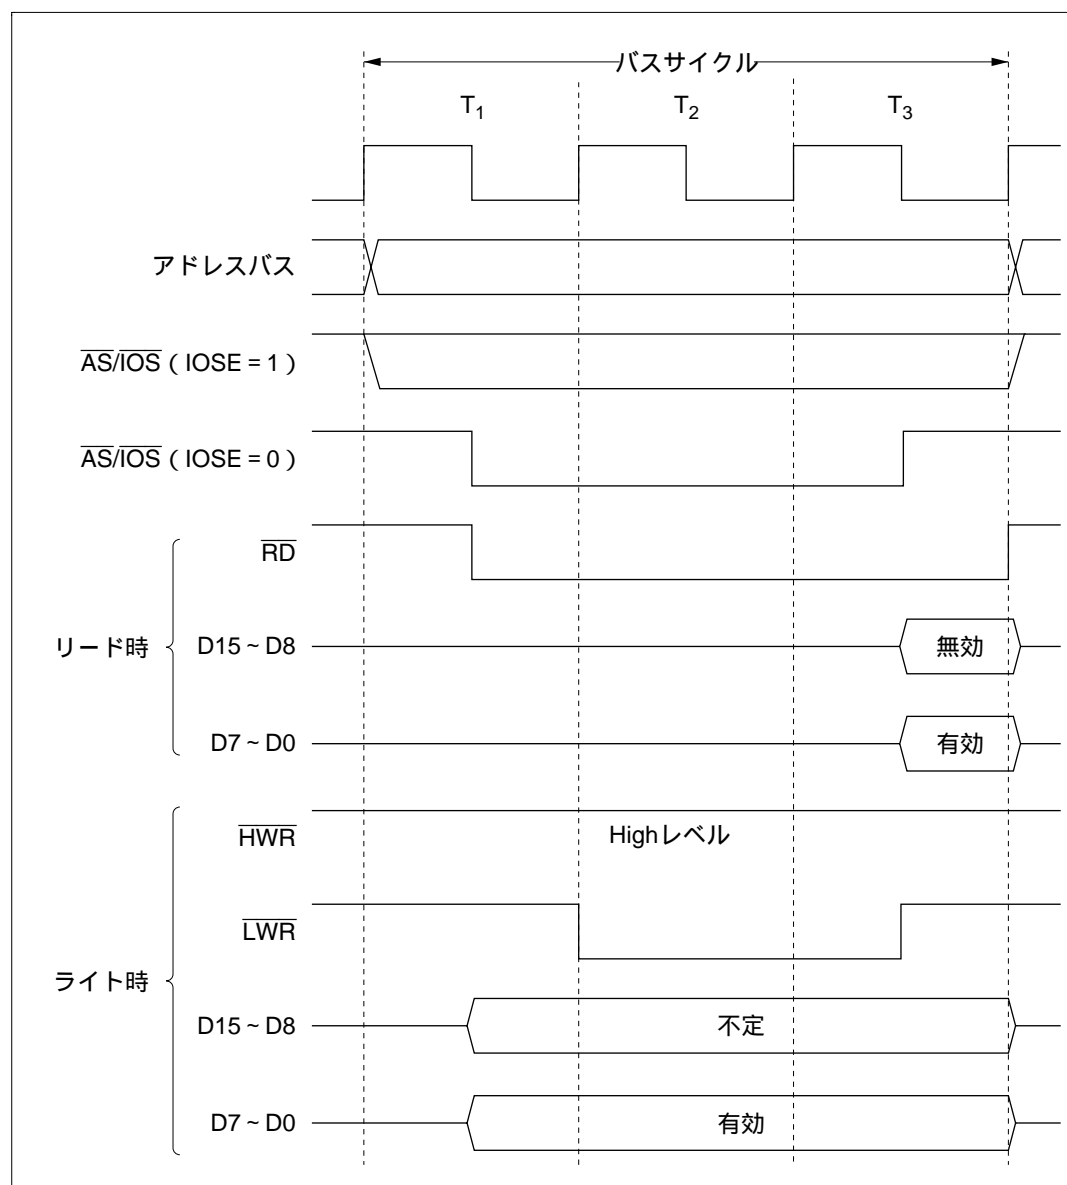 バスサイクル
T1 T2 T3
アドレスバス
AS/IOS ( IOSE = 1 )
AS/IOS ( IOSE = 0 )
RD
リード時
D15 ~ D8
無効
D7 ~ D0
有効
HWR
Highレベル
LWR
ライト時
D15 ~ D8
不定
D7 ~ D0
有効